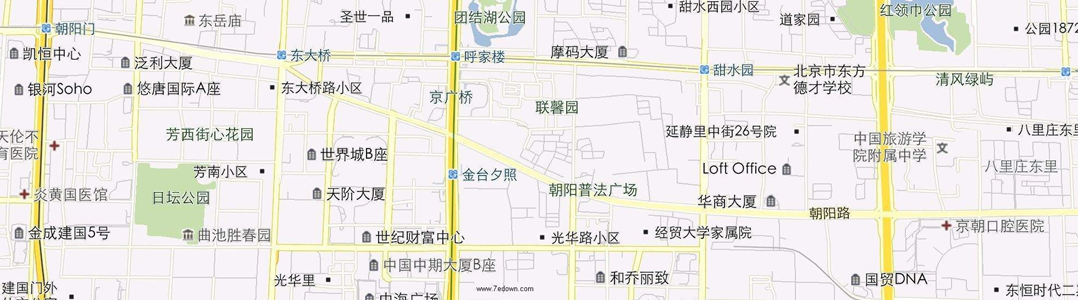 圣世一品
团结湖公园
甜水西园小区
道家园
红领巾公园
东岳庙
朝阳门
公园1872
凯恒中心
东大桥
呼家楼
摩码大厦
泛利大厦
甜水园
北京市东方
德才学校
清风绿屿
银河Soho
悠唐国际A座
东大桥路小区
京广桥
联馨园
芳西街心花园
延静里中街26号院
八里庄东里
天伦不
育医院
中国旅游学
院附属中学
世界城B座
芳南小区
金台夕照
Loft Office
八里庄东里
炎黄国医馆
日坛公园
天阶大厦
朝阳普法广场
华商大厦
朝阳路
金成建国5号
曲池胜春园
世纪财富中心
光华路小区
经贸大学家属院
京朝口腔医院
中国中期大厦B座
光华里
和乔丽致
国贸DNA
建国门外
www.7edown.com
中海广场
东恒时代二